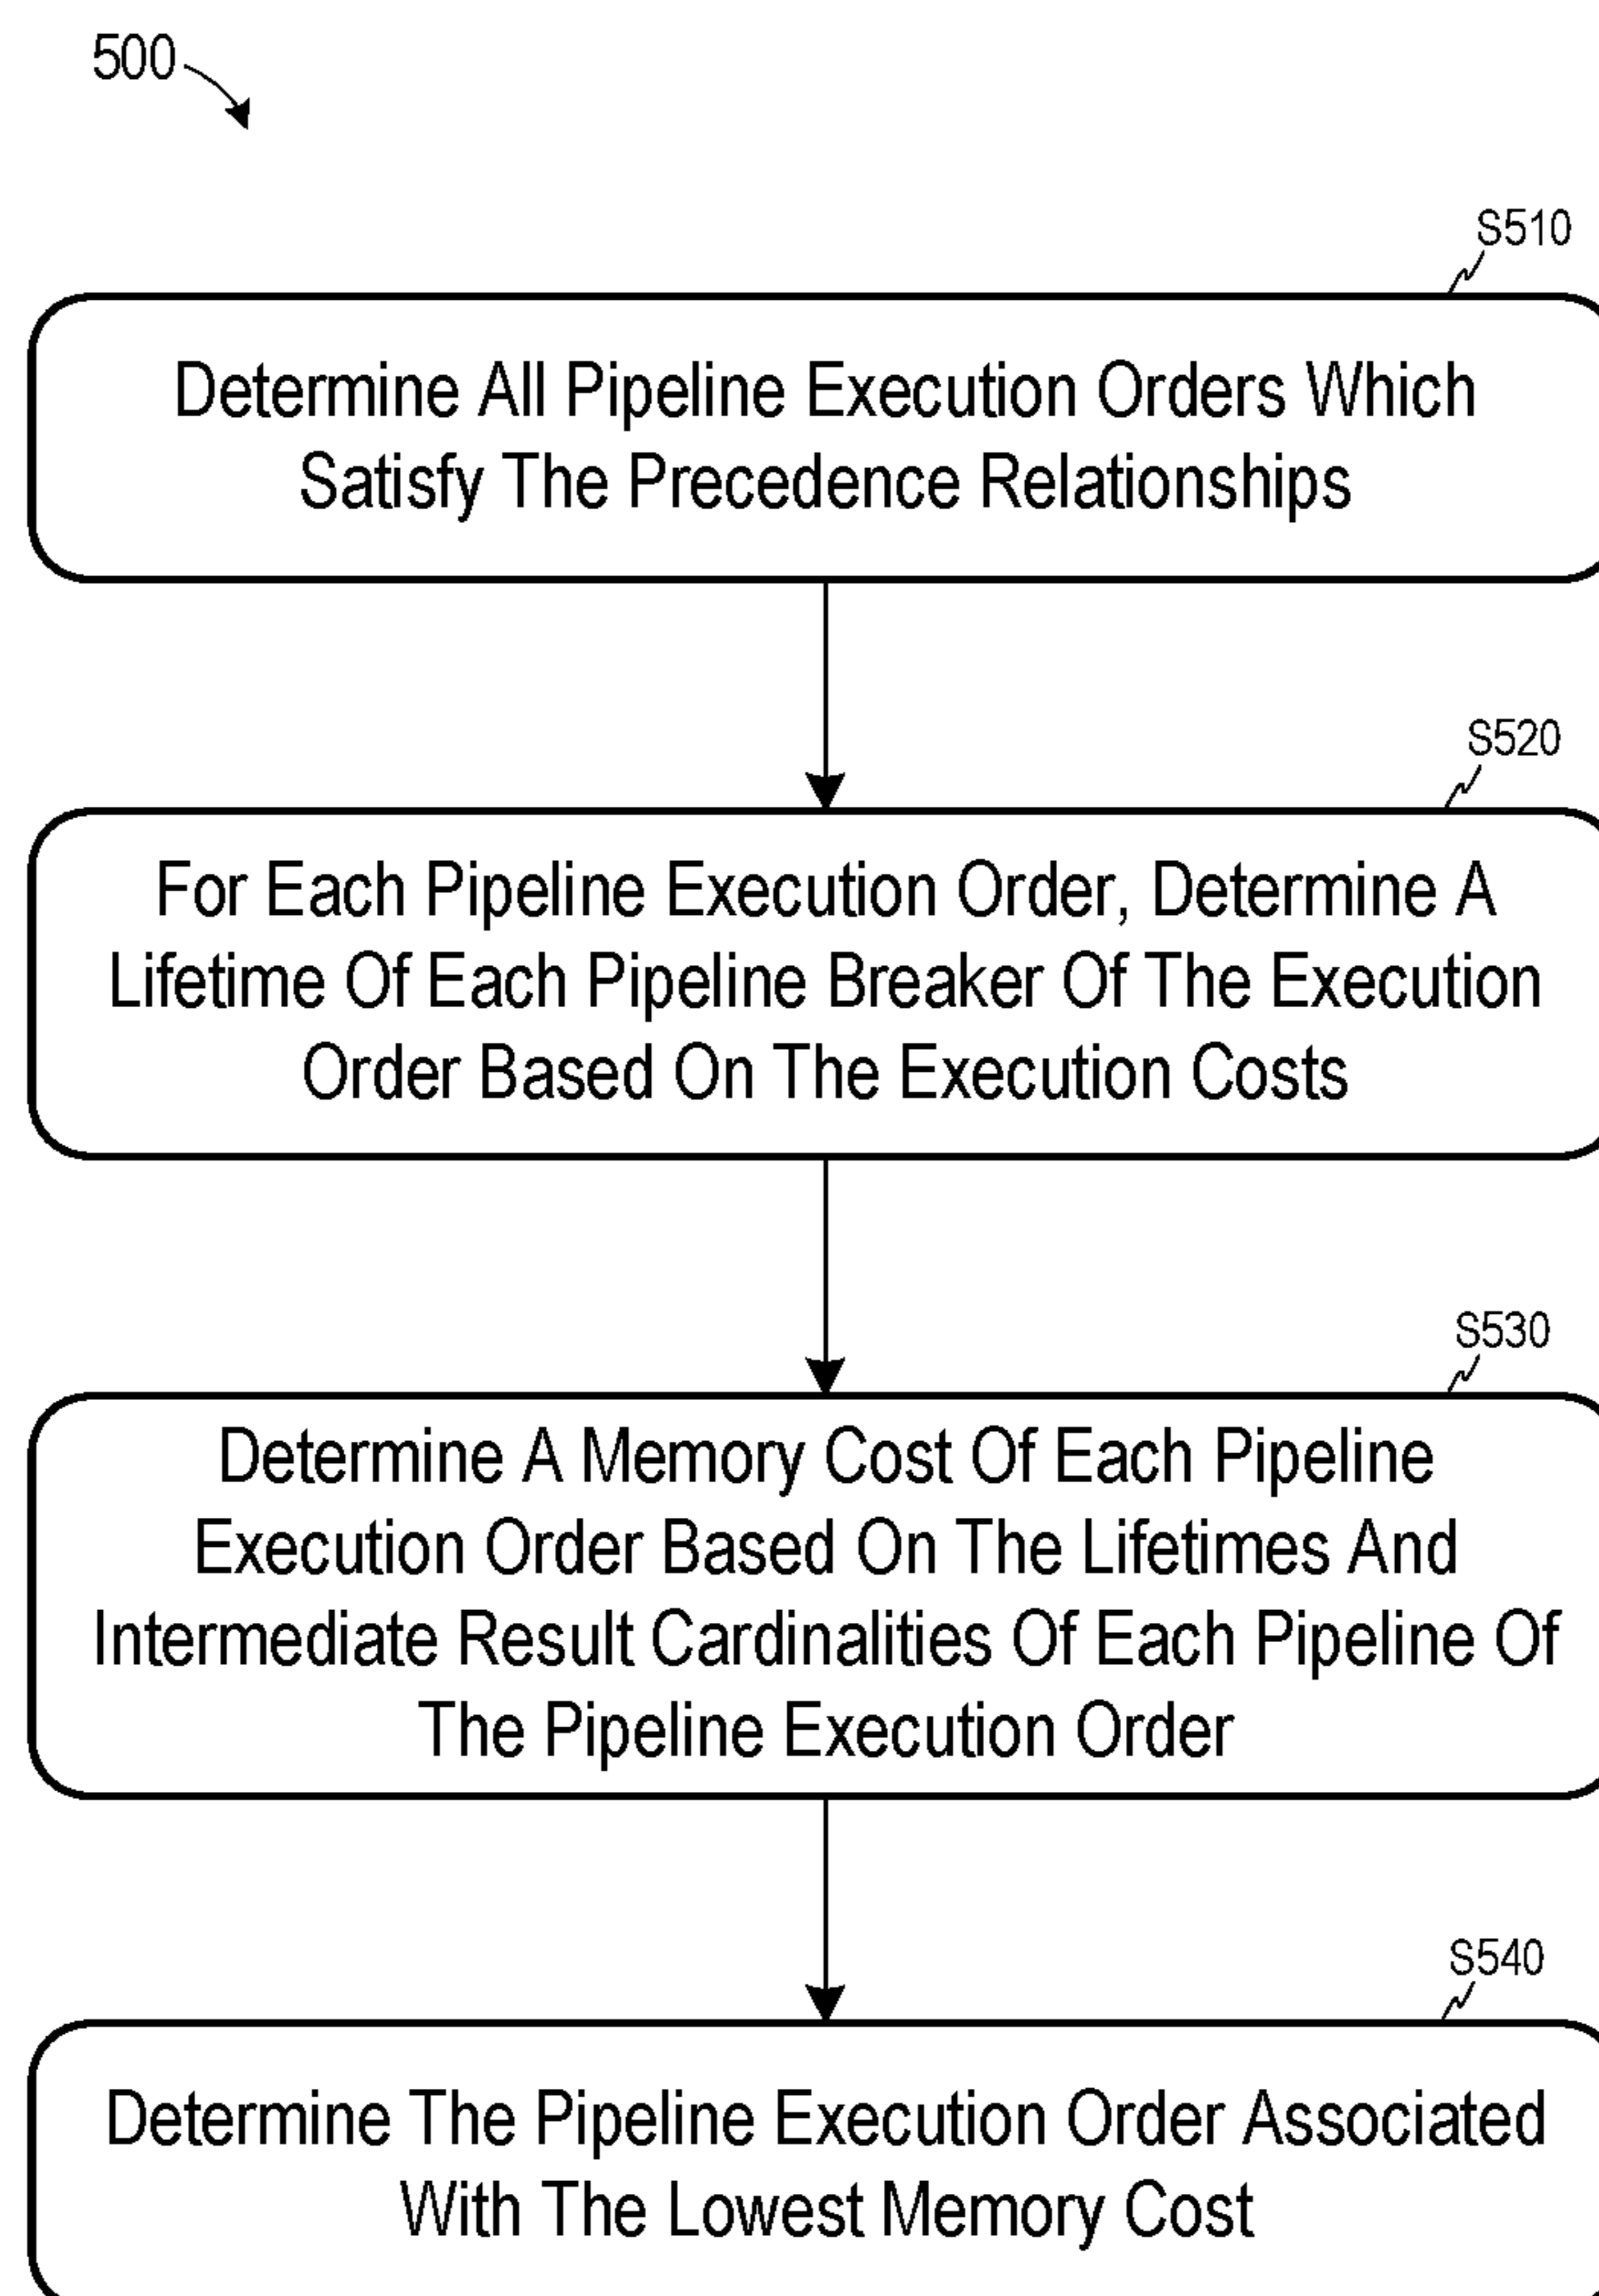 500
S510
Determine All Pipeline Execution Orders Which
Satisfy The Precedence Relationships
S520
For Each Pipeline Execution Order, Determine A
Lifetime Of Each Pipeline Breaker Of The Execution
Order Based On The Execution Costs
S530
Determine A Memory Cost Of Each Pipeline
Execution Order Based On The Lifetimes And
Intermediate Result Cardinalities Of Each Pipeline Of
The Pipeline Execution Order
S540
Determine The Pipeline Execution Order Associated
With The Lowest Memory Cost